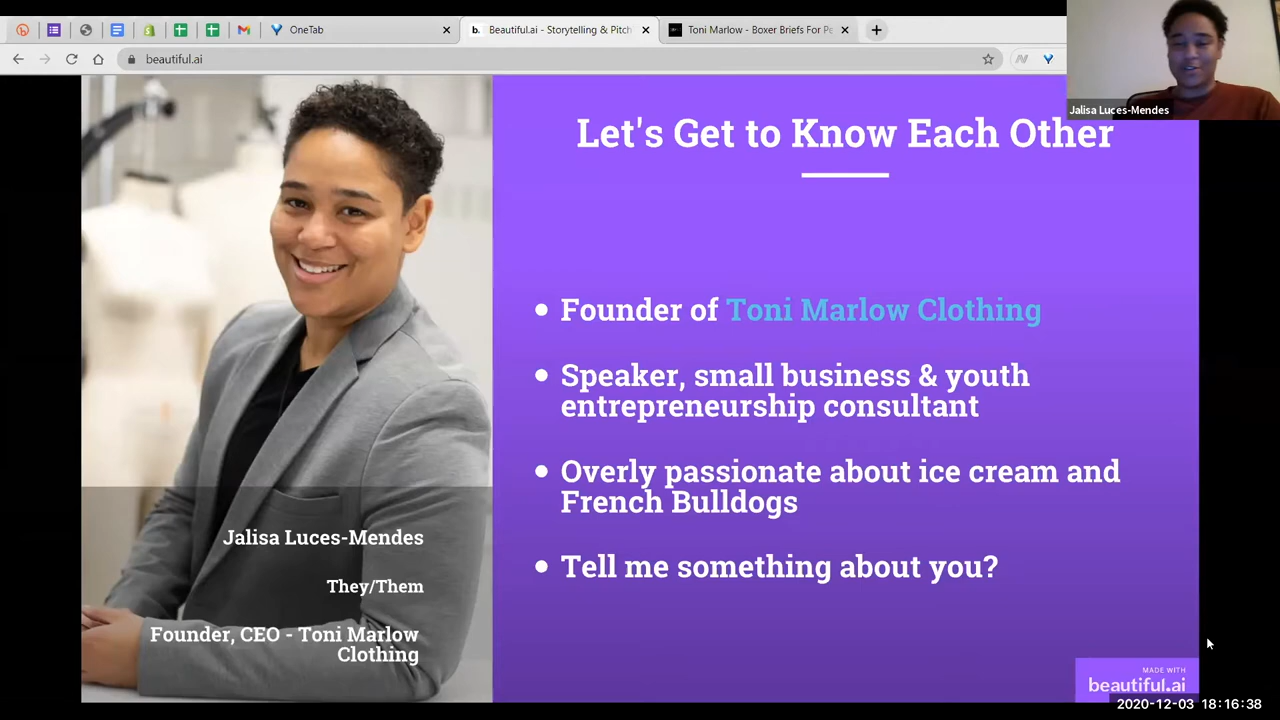 OneTab
Beautiful.ai - Storytelling & Pitch
Toni Marlow - Boxer Briefs For Pe
beautiful.ai
Jalisa Luces-Mendes
Let's Get to Know Each Other
Founder of Toni Marlow Clothing
Speaker, small business & youth
entrepreneurship consultant
Overly passionate about ice cream and
French Bulldogs
Tell me something about you?
Jalisa Luces-Mendes
They/Them
Founder, CEO - Toni Marlow
Clothing
MADE WITH
beautiful.ai
2020-12-03 18:16:38